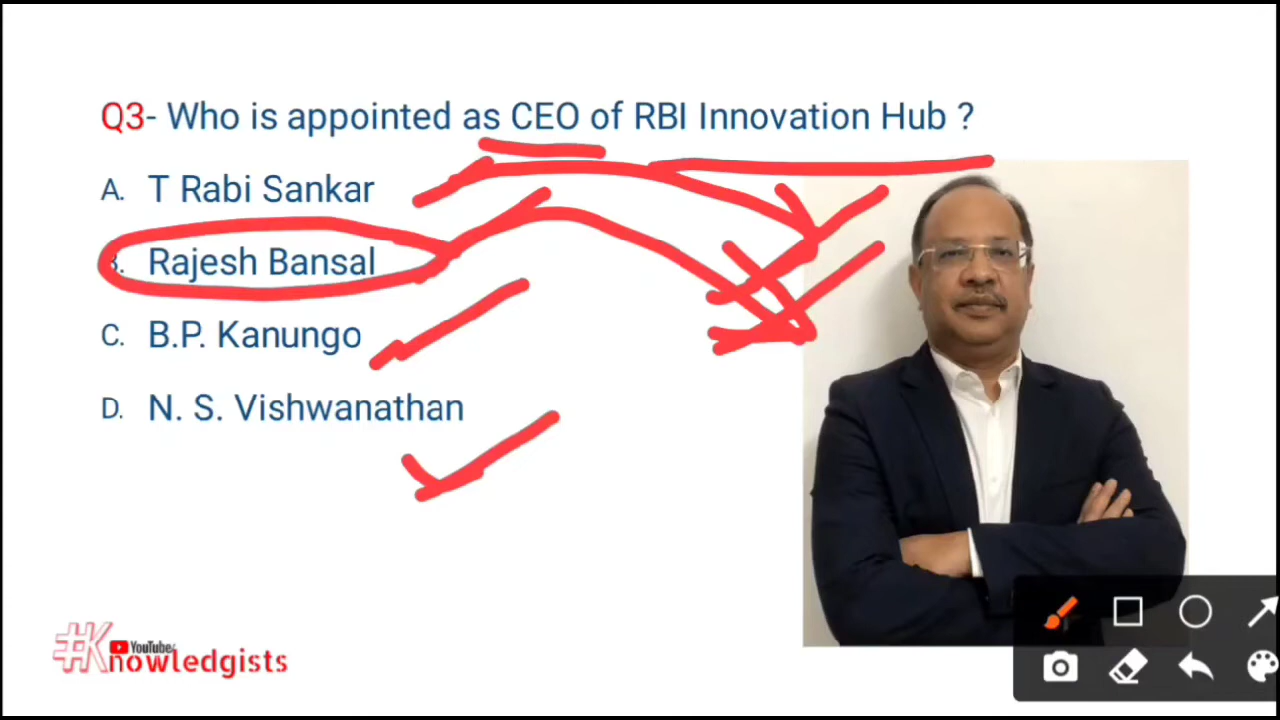 Q3- Who is appointed as CEO of RBI Innovation Hub ?
A. T Rabi Sankar
B. Rajesh Bansal
C. B.P. Kanungo
D. N. S. Vishwanathan
YouTube
#Knowledgists